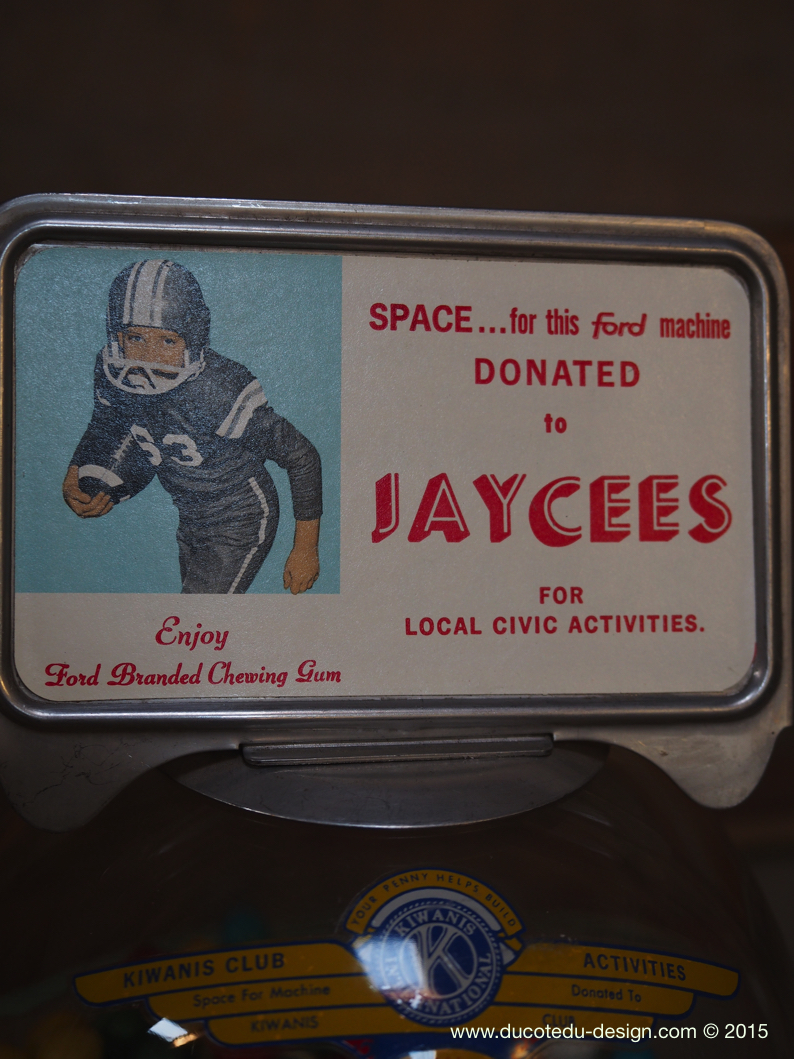 SPACE...for this ford machine
DONATED
to
JAYCEES
FOR
LOCAL CIVIC ACTIVITIES.
63
Enjoy
Ford Branded Chewing Gum
YOUR PENNY HELPS BUILD
KIWANIS
K
INTERNATIONAL
KIWANIS CLUB ACTIVITIES
Space For Machine Donated To
KIWANIS CLUB
www.ducotedu-design.com © 2015